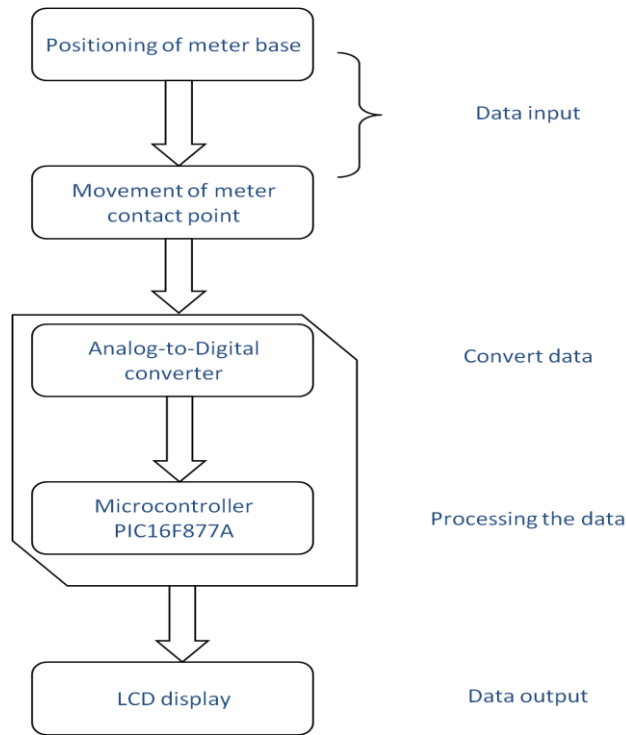 Positioning of meter base
Data input
Movement of meter
contact point
Analog-to-Digital
converter
Convert data
Microcontroller
PIC16F877A
Processing the data
LCD display
Data output